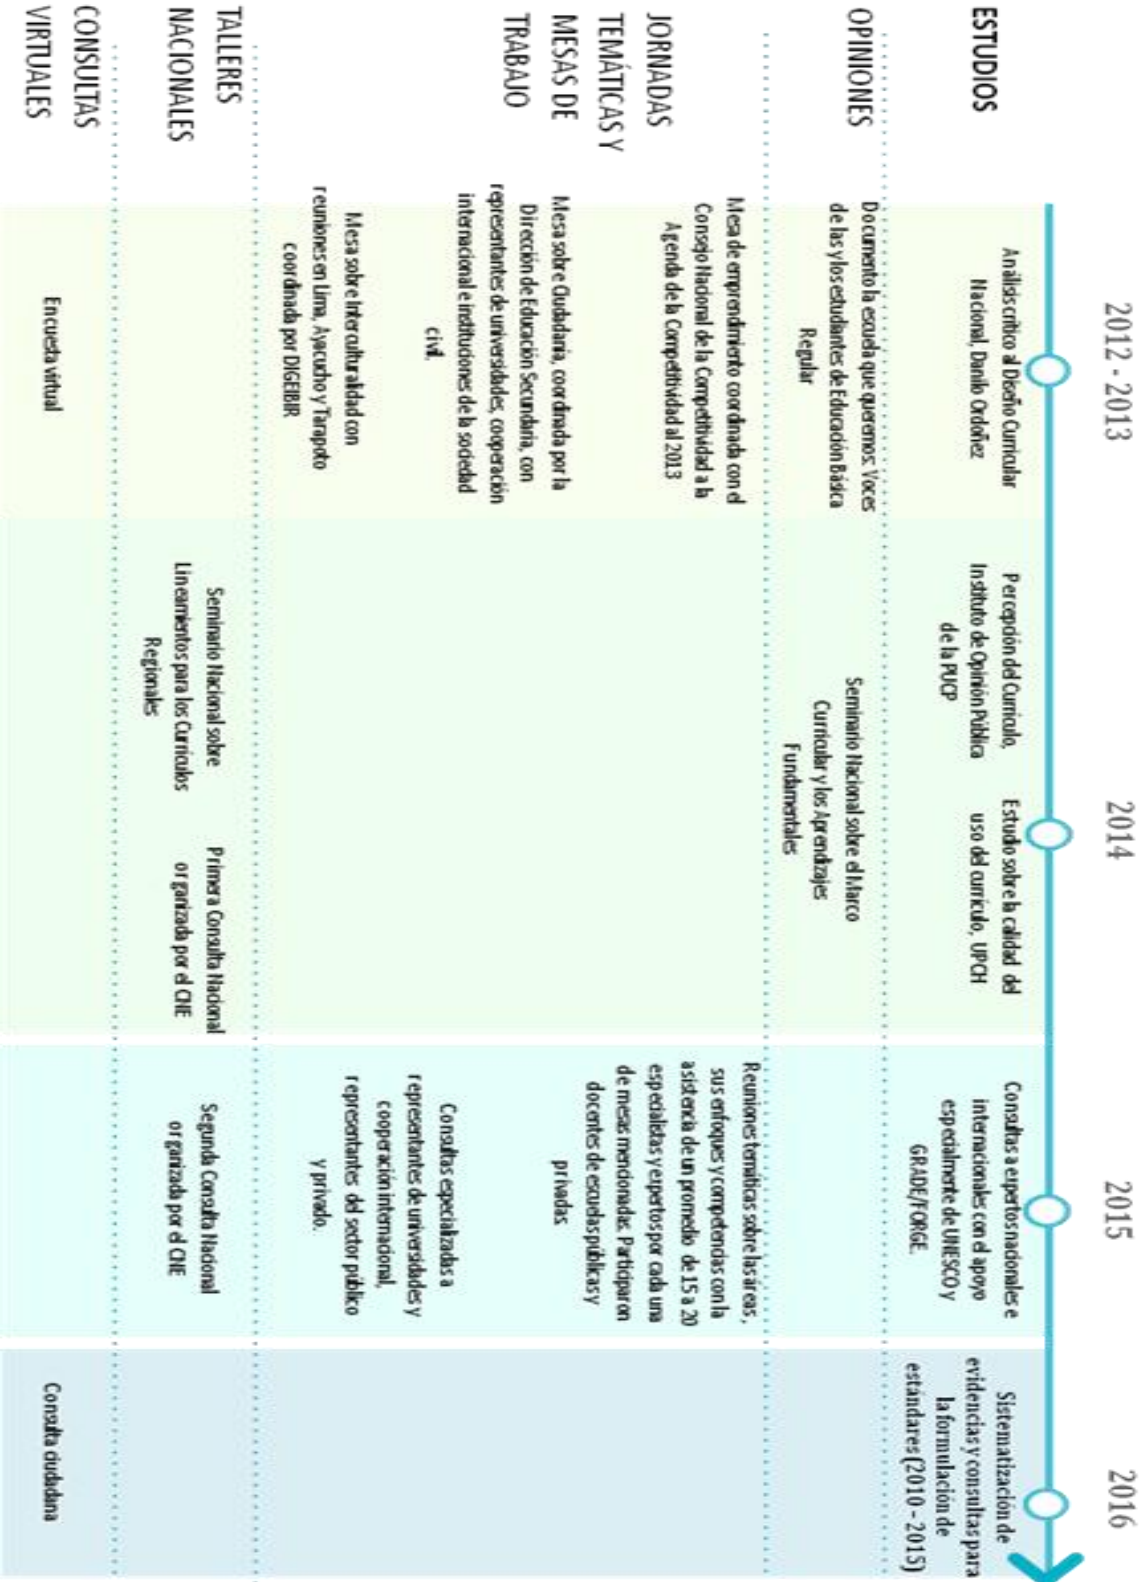 2012 - 2013
2014
2015
2016
ESTUDIOS
Análisis crítico al Diseño Curricular
Nacional, Danilo Ordóñez
Percepción del Currículo,
Instituto de Opinión Pública
de la PUCP
Estudio sobre la calidad del
uso del currículo, UPCH
Consultas a expertos nacionales e
internacionales con el apoyo
especialmente de UNESCO y
GRADE/FORGE.
Sistematización de
evidencias y consultas para
la formulación de
estándares (2010 - 2015)
OPINIONES
Documento la escuela que queremos: Voces
de las y los estudiantes de Educación Básica
Regular
Seminario Nacional sobre el Marco
Curricular y los Aprendizajes
Fundamentales
JORNADAS
TEMÁTICAS Y
MESAS DE
TRABAJO
Mesa de emprendimiento coordinada con el
Consejo Nacional de la Competitividad a la
Agenda de la Competitividad al 2013
Mesa sobre Ciudadanía, coordinada por la
Dirección de Educación Secundaria, con
representantes de universidades, cooperación
internacional e instituciones de la sociedad
civil.
Mesa sobre Interculturalidad con
reuniones en Lima, Ayacucho y Tarapoto
coordinada por DIGEIBIR
Reuniones temáticas sobre las áreas,
sus enfoques y competencias con la
asistencia de un promedio de 15 a 20
especialistas y expertos por cada una
de mesas mencionadas. Participaron
docentes de escuelas públicas y
privadas.
Consultas especializadas a
representantes de universidades y
cooperación internacional,
representantes del sector público
y privado.
TALLERES
NACIONALES
Seminario Nacional sobre
Lineamientos para los Currículos
Regionales
Primera Consulta Nacional
organizada por el CNE
Segunda Consulta Nacional
organizada por el CNE
CONSULTAS
VIRTUALES
Encuesta virtual
Consulta ciudadana